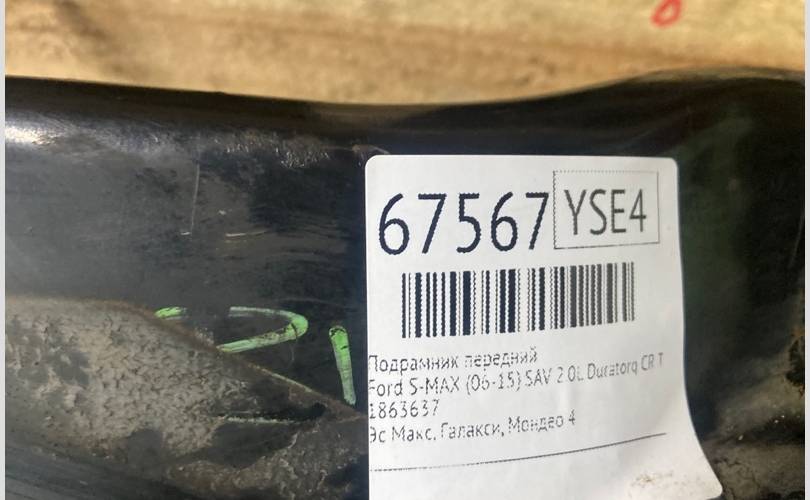 67567 YSE4
Подрамник передний
Ford S-MAX (06-15) SAV 2.0L Duratorq CR T
1863637
Эс Макс, Галакси, Мондео 4
21